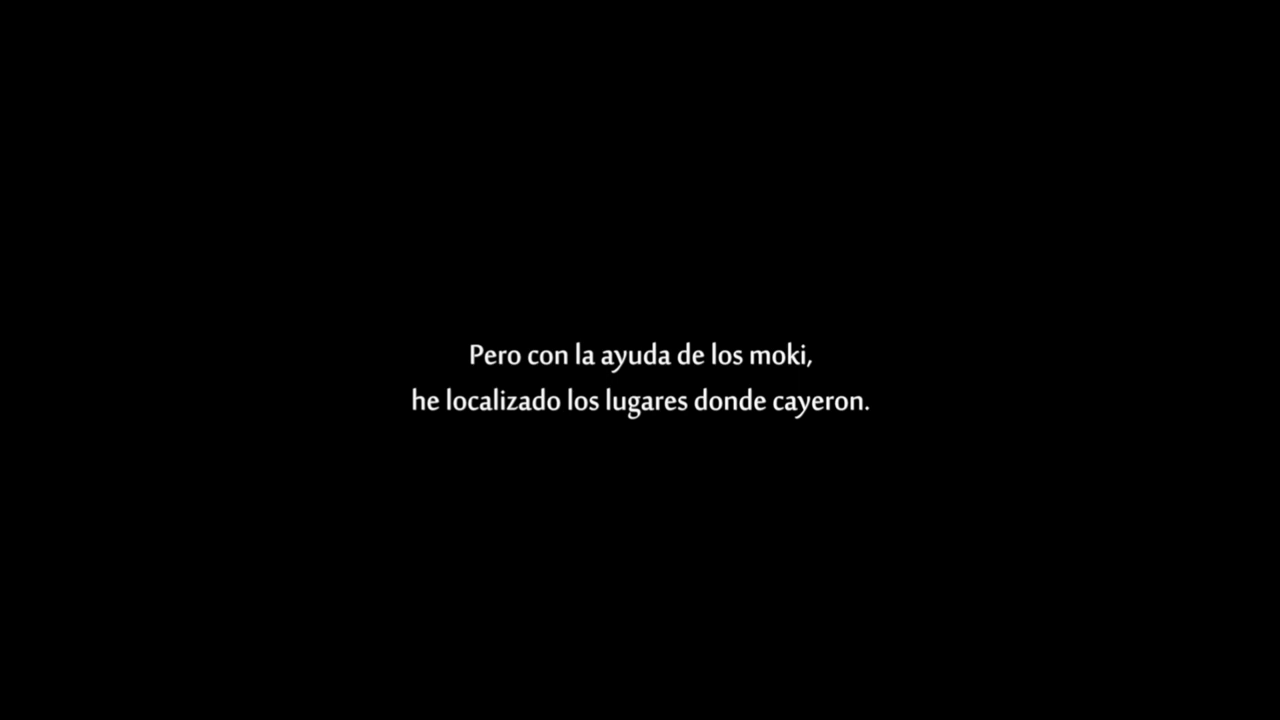 Pero con la ayuda de los moki,
he localizado los lugares donde cayeron.